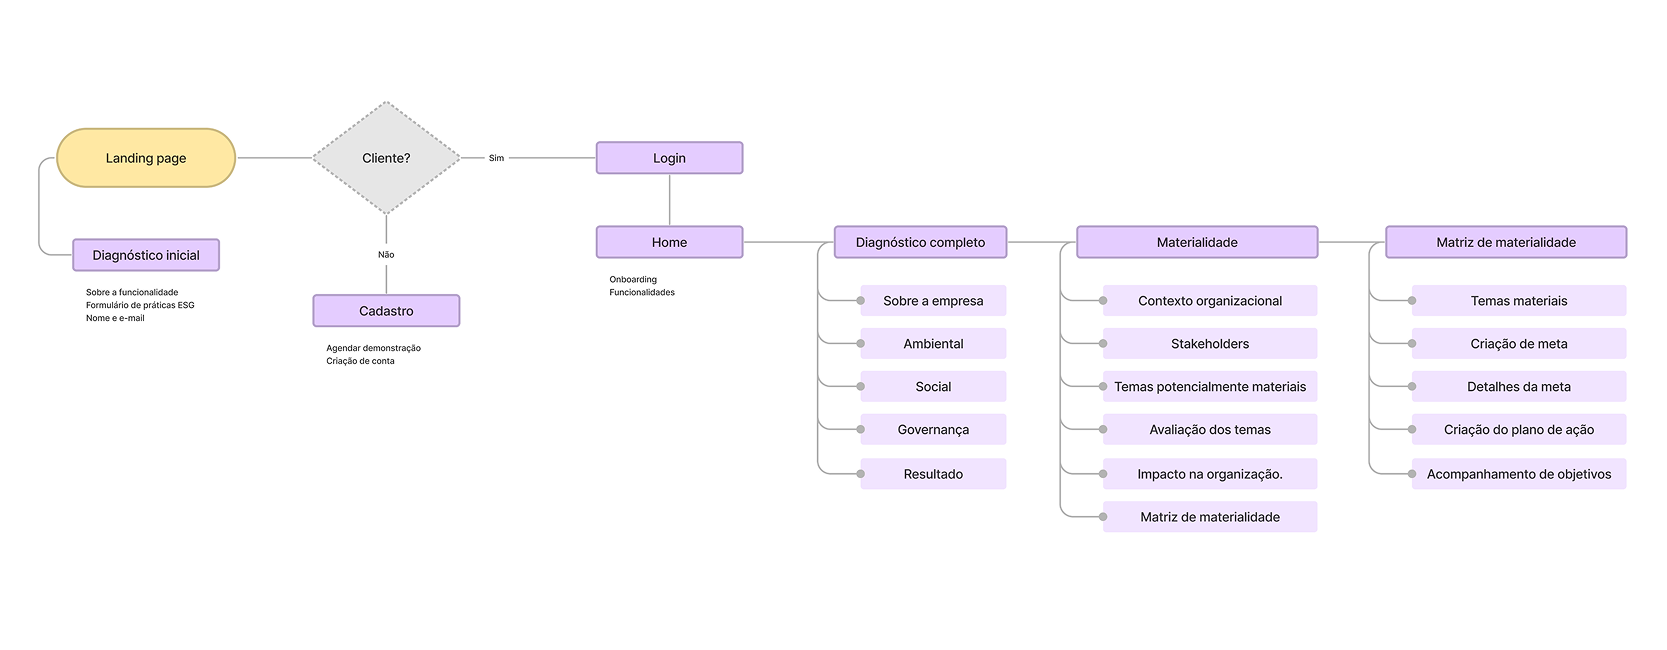 Landing page
Diagnóstico inicial
Sobre a funcionalidade
Formulário de práticas ESG
Nome e e-mail
Cliente?
Sim
Não
Cadastro
Agendar demonstração
Criação de conta
Login
Home
Onboarding
Funcionalidades
Diagnóstico completo
Sobre a empresa
Ambiental
Social
Governança
Resultado
Materialidade
Contexto organizacional
Stakeholders
Temas potencialmente materiais
Avaliação dos temas
Impacto na organização.
Matriz de materialidade
Matriz de materialidade
Temas materiais
Criação de meta
Detalhes da meta
Criação do plano de ação
Acompanhamento de objetivos